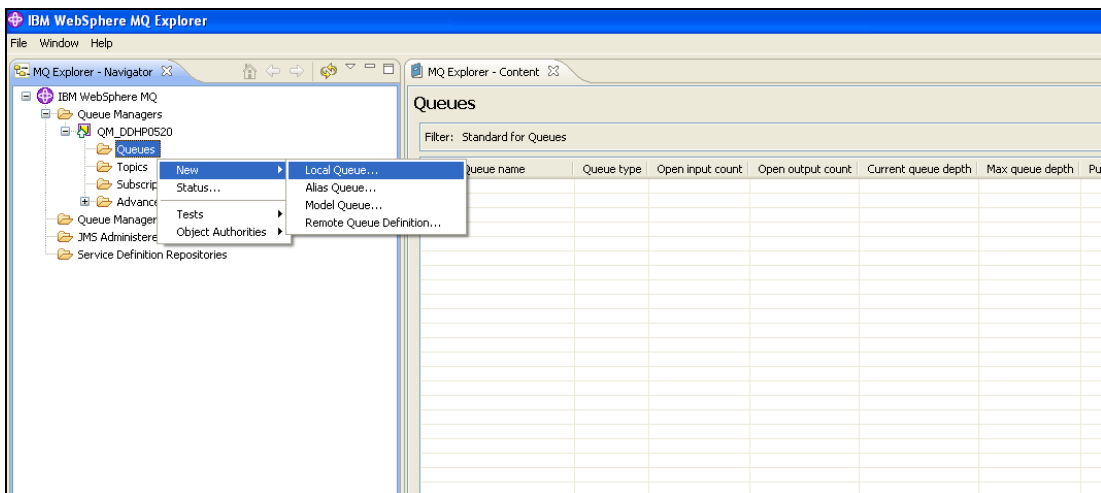 IBM WebSphere MQ Explorer
File Window Help
MQ Explorer - Navigator
MQ Explorer - Content
IBM WebSphere MQ
Queue Managers
QM_DDHP0520
Queues
Topics
Subscrip
Advance
Queue Manager
JMS Administere
Service Definition Repositories
New
Status...
Tests
Object Authorities
Local Queue...
Alias Queue...
Model Queue...
Remote Queue Definition...
Queues
Filter: Standard for Queues
Queue name Queue type Open input count Open output count Current queue depth Max queue depth Pu